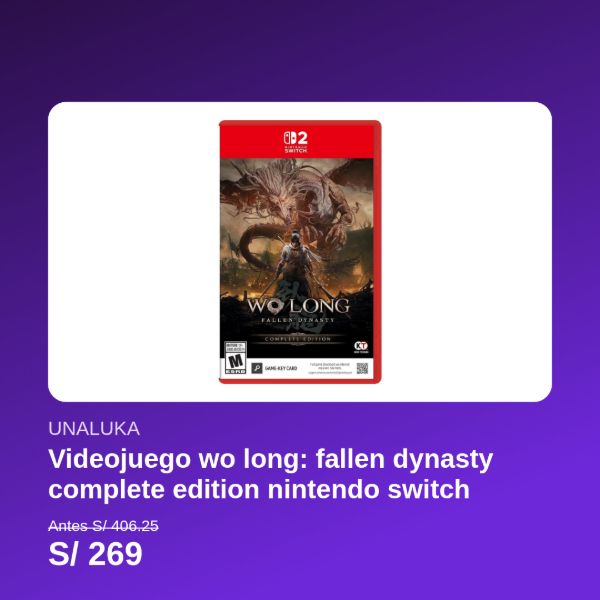 2
NINTENDO
SWITCH
WO LONG
FALLEN DYNASTY
COMPLETE EDITION
M
ESRB
GAME-KEY CARD
KT
UNALUKA
Videojuego wo long: fallen dynasty
complete edition nintendo switch
Antes S/ 406.25
S/ 269